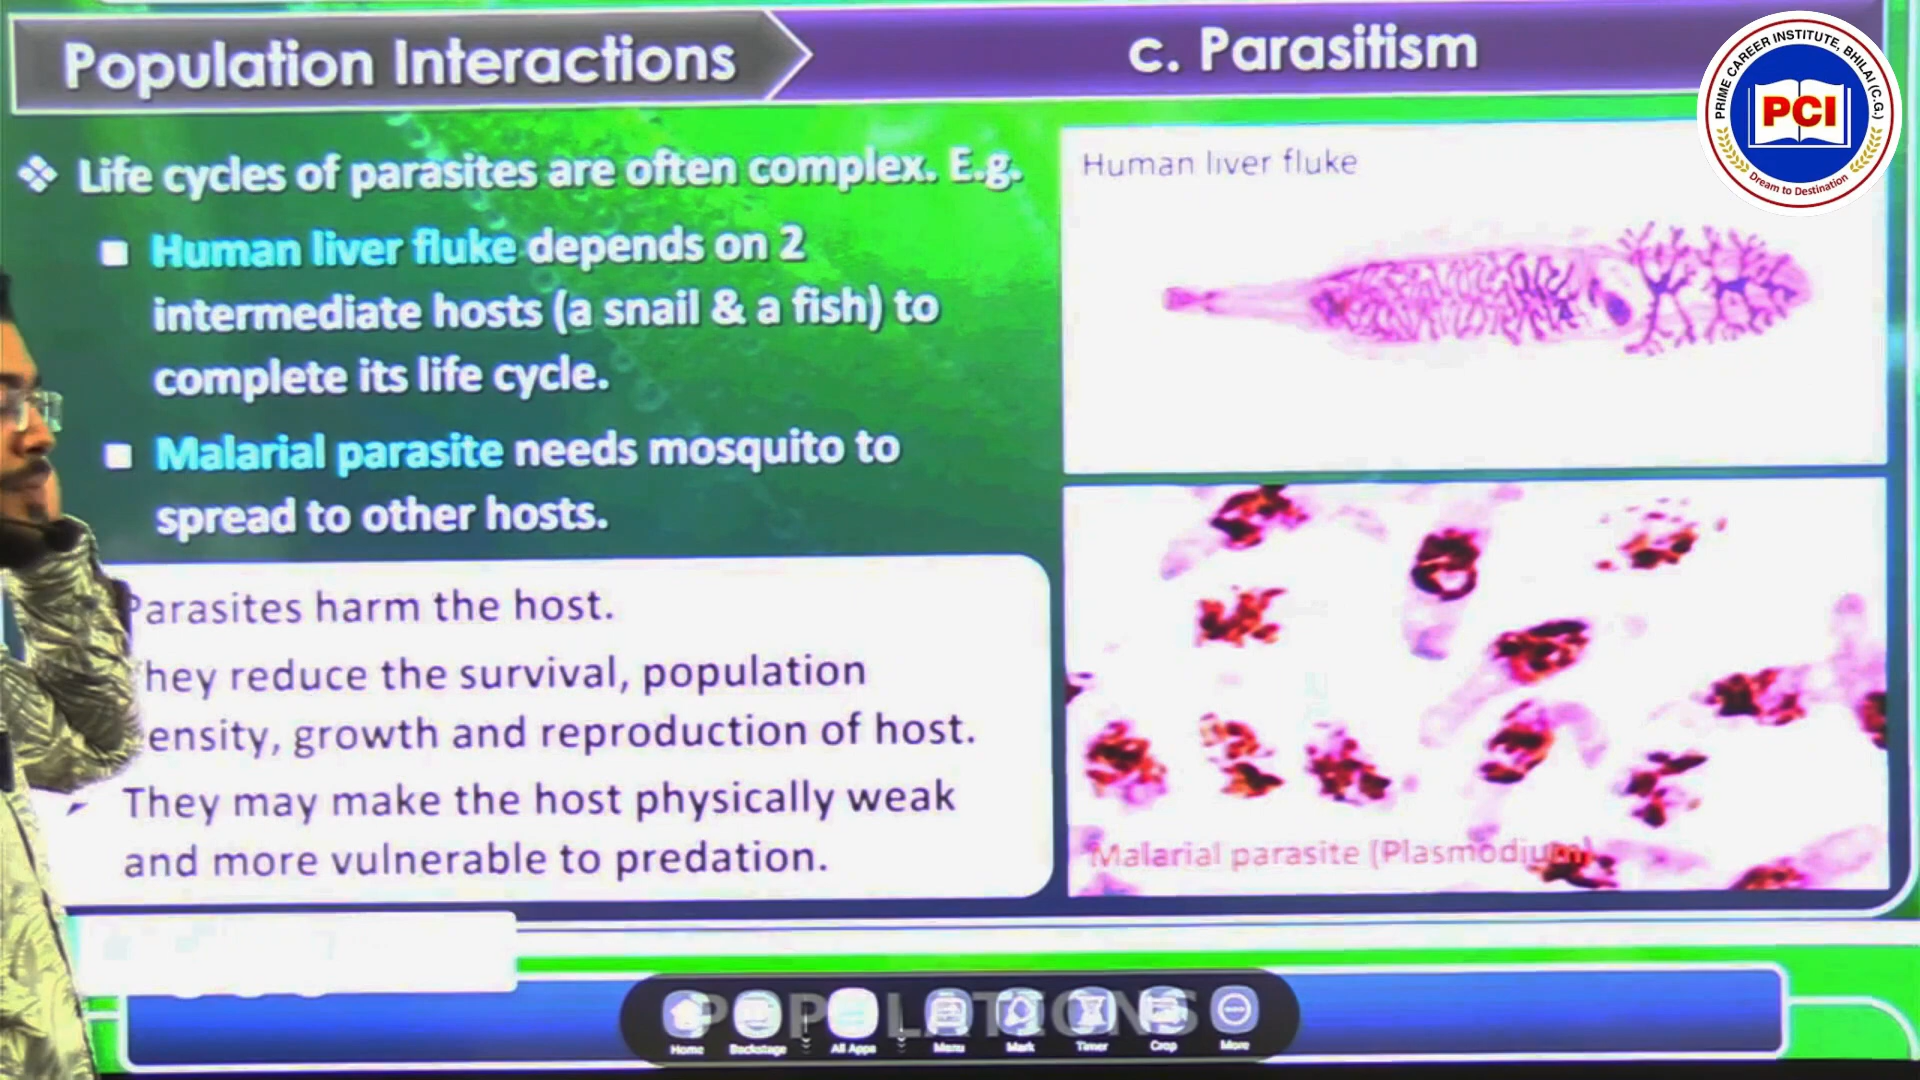 Population Interactions
c. Parasitism
PRIME CAREER INSTITUTE, BHILAI (C.G.)
PCI
Dream to Destination
❖ Life cycles of parasites are often complex. E.g.
■ Human liver fluke depends on 2
intermediate hosts (a snail & a fish) to
complete its life cycle.
■ Malarial parasite needs mosquito to
spread to other hosts.
Parasites harm the host.
hey reduce the survival, population
ensity, growth and reproduction of host.
They may make the host physically weak
and more vulnerable to predation.
Human liver fluke
Malarial parasite (Plasmodium)
POPULATIONS
Home Backstage All Apps Menu Mark Timer Crop More